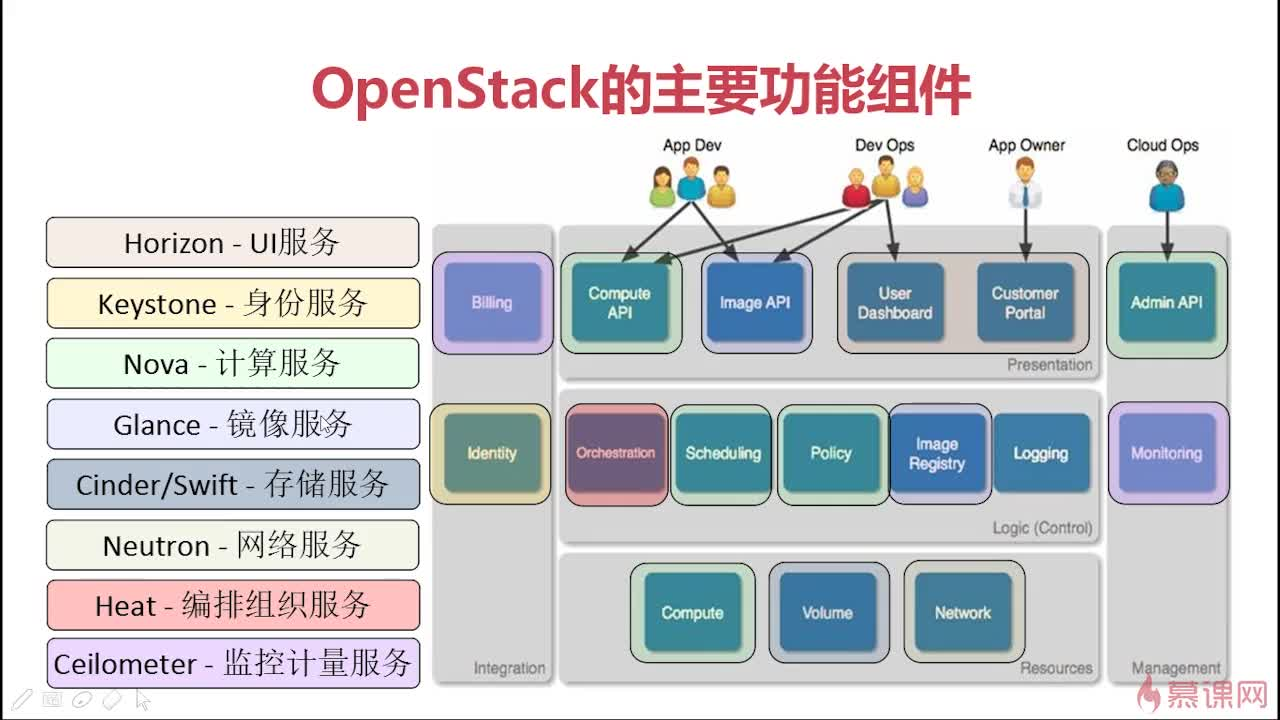 OpenStack的主要功能组件
App Dev
Dev Ops
App Owner
Cloud Ops
Horizon - UI服务
Keystone - 身份服务
Nova - 计算服务
Glance - 镜像服务
Cinder/Swift - 存储服务
Neutron - 网络服务
Heat - 编排组织服务
Ceilometer - 监控计量服务
Billing
Compute
API
Image API
User
Dashboard
Customer
Portal
Admin API
Presentation
Identity
Orchestration
Scheduling
Policy
Image
Registry
Logging
Monitoring
Logic (Control)
Compute
Volume
Network
Integration
Resources
Management
慕课网